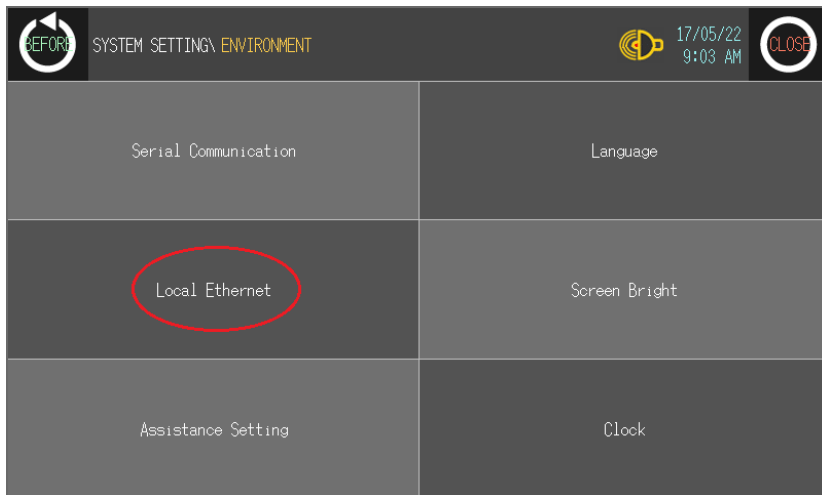 BEFORE
SYSTEM SETTING\ ENVIRONMENT
17/05/22
9:03 AM
CLOSE
Serial Communication
Language
Local Ethernet
Screen Bright
Assistance Setting
Clock